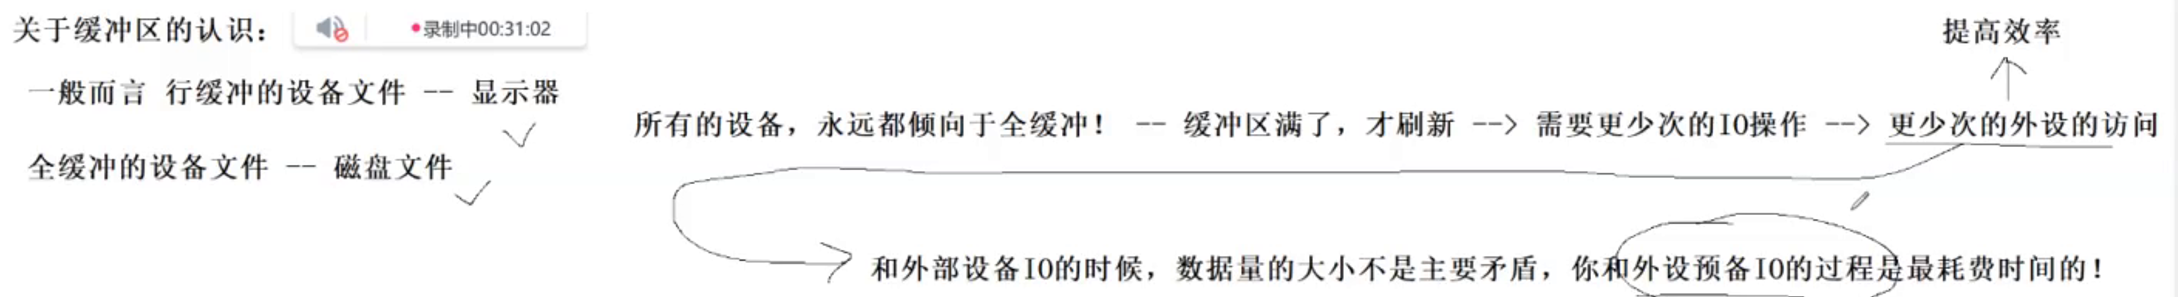 关于缓冲区的认识：
录制中00:31:02
一般而言 行缓冲的设备文件 -- 显示器
全缓冲的设备文件 -- 磁盘文件
提高效率
所有的设备，永远都倾向于全缓冲！ -- 缓冲区满了，才刷新 --> 需要更少次的IO操作 --> 更少次的外设的访问
和外部设备IO的时候，数据量的大小不是主要矛盾，你和外设预备IO的过程是最耗费时间的！